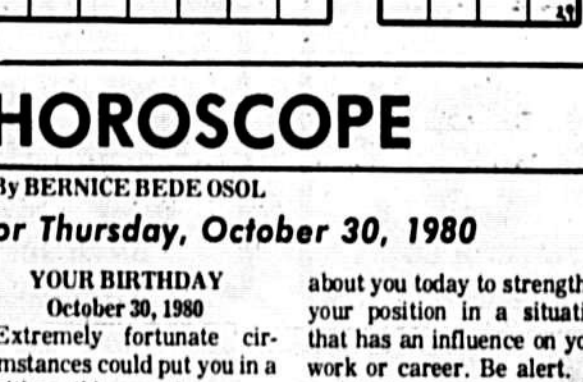 29
HOROSCOPE
By BERNICE BEDE OSOL
or Thursday, October 30, 1980
YOUR BIRTHDAY
October 30, 1980
Extremely fortunate cir-
mstances could put you in a
about you today to strength
your position in a situati
that has an influence on yo
work or career. Be alert.